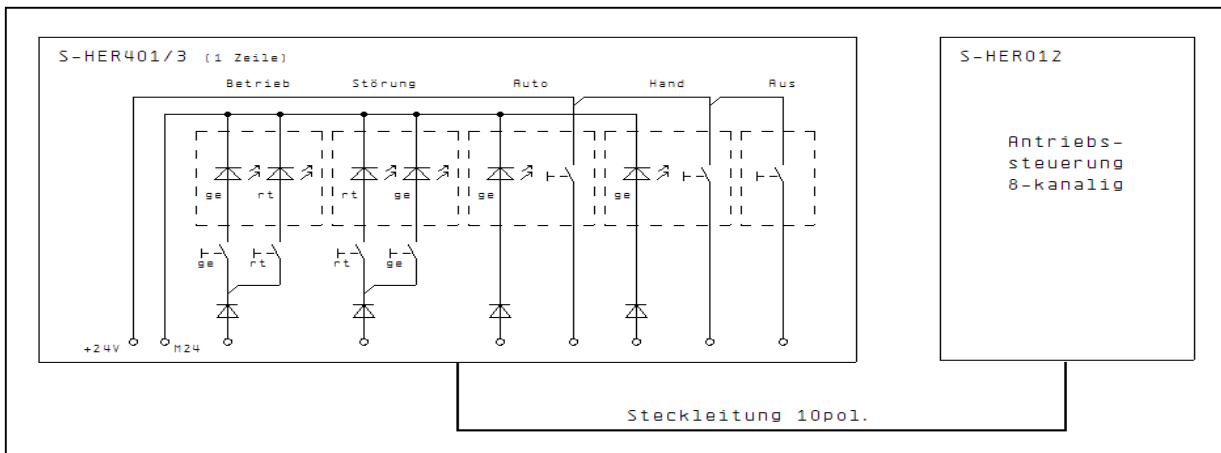 S-HER401/3 (1 Zeile)
S-HER012
Betrieb Störung Auto Hand Aus
Antriebs-
steuerung
8-kanalig
ge rt rt ge ge ge
ge rt rt ge
+24V M24
Steckleitung 10pol.